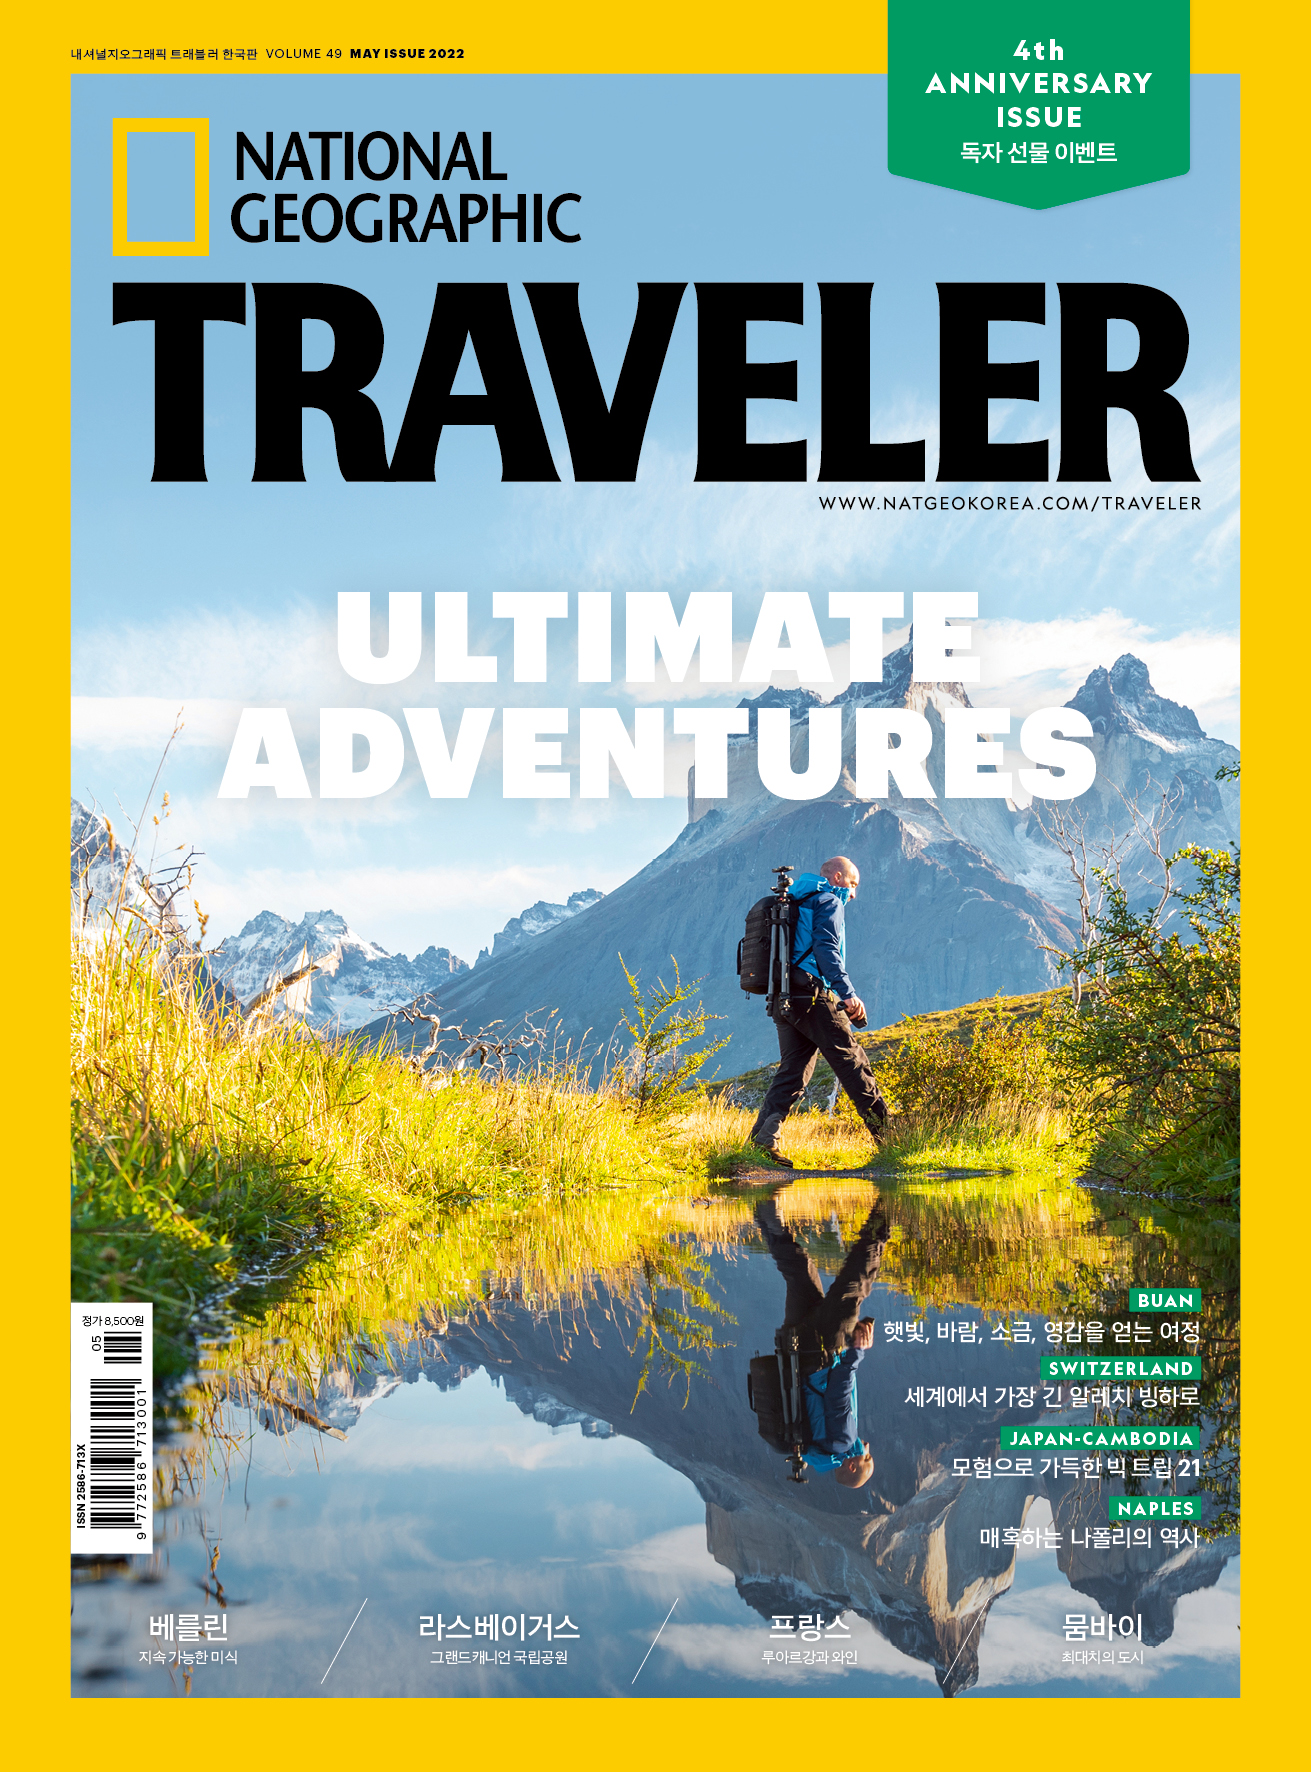 내셔널지오그래픽 트래블러 한국판 VOLUME 49 MAY ISSUE 2022
4th
ANNIVERSARY
ISSUE
독자 선물 이벤트
NATIONAL
GEOGRAPHIC
TRAVELER
WWW.NATGEOKOREA.COM/TRAVELER
ULTIMATE
ADVENTURES
BUAN
햇빛, 바람, 소금, 영감을 얻는 여정
SWITZERLAND
세계에서 가장 긴 알레치 빙하로
JAPAN-CAMBODIA
모험으로 가득한 빅 트립 21
NAPLES
매혹하는 나폴리의 역사
정가 8,500원
05
ISSN 2586-713X
9 772586 713001
베를린
지속 가능한 미식
라스베이거스
그랜드캐니언 국립공원
프랑스
루아르강과 와인
뭄바이
최대치의 도시